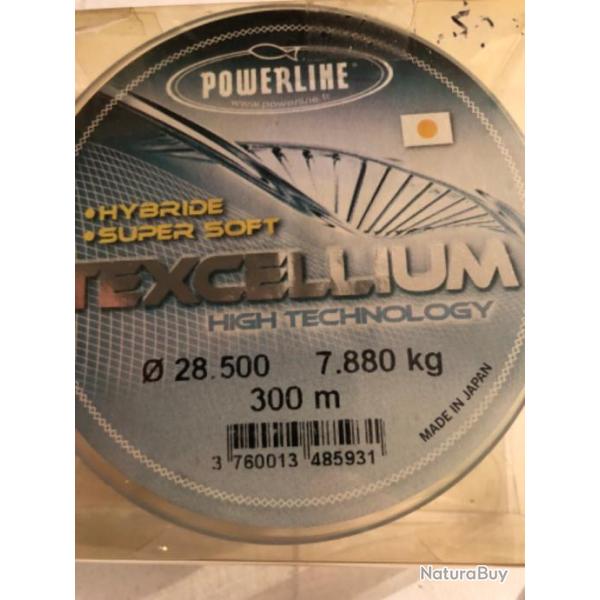 POWERLINE®
www.powerline.fr
•HYBRIDE
•SUPER SOFT
TEXCELLIUM
HIGH TECHNOLOGY
Ø 28.500 7.880 kg
300 m
MADE IN JAPAN
3 760013 485931
NaturaBuy